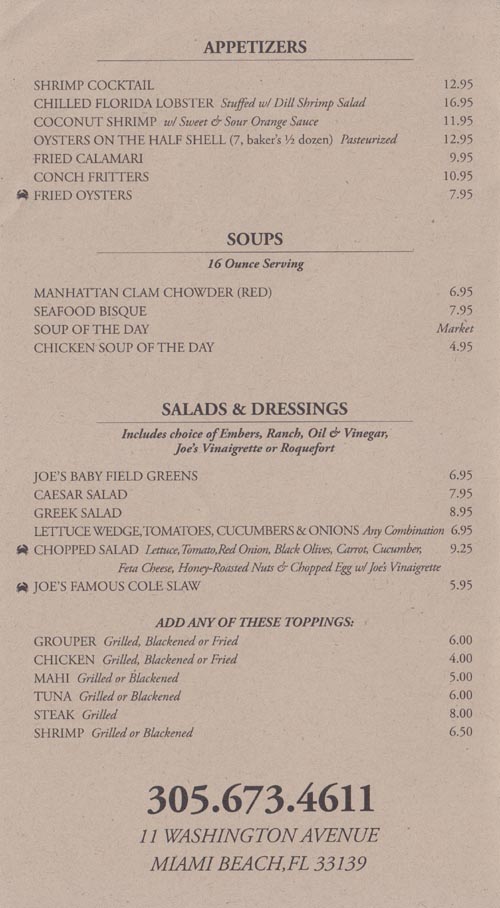 APPETIZERS
SHRIMP COCKTAIL 12.95
CHILLED FLORIDA LOBSTER Stuffed w/ Dill Shrimp Salad 16.95
COCONUT SHRIMP w/ Sweet & Sour Orange Sauce 11.95
OYSTERS ON THE HALF SHELL (7, baker's ½ dozen) Pasteurized 12.95
FRIED CALAMARI 9.95
CONCH FRITTERS 10.95
FRIED OYSTERS 7.95
SOUPS
16 Ounce Serving
MANHATTAN CLAM CHOWDER (RED) 6.95
SEAFOOD BISQUE 7.95
SOUP OF THE DAY Market
CHICKEN SOUP OF THE DAY 4.95
SALADS & DRESSINGS
Includes choice of Embers, Ranch, Oil & Vinegar,
Joe's Vinaigrette or Roquefort
JOE'S BABY FIELD GREENS 6.95
CAESAR SALAD 7.95
GREEK SALAD 8.95
LETTUCE WEDGE, TOMATOES, CUCUMBERS & ONIONS Any Combination 6.95
CHOPPED SALAD Lettuce, Tomato, Red Onion, Black Olives, Carrot, Cucumber, 9.25
Feta Cheese, Honey-Roasted Nuts & Chopped Egg w/ Joe's Vinaigrette
JOE'S FAMOUS COLE SLAW 5.95
ADD ANY OF THESE TOPPINGS:
GROUPER Grilled, Blackened or Fried 6.00
CHICKEN Grilled, Blackened or Fried 4.00
MAHI Grilled or Blackened 5.00
TUNA Grilled or Blackened 6.00
STEAK Grilled 8.00
SHRIMP Grilled or Blackened 6.50
305.673.4611
11 WASHINGTON AVENUE
MIAMI BEACH, FL 33139